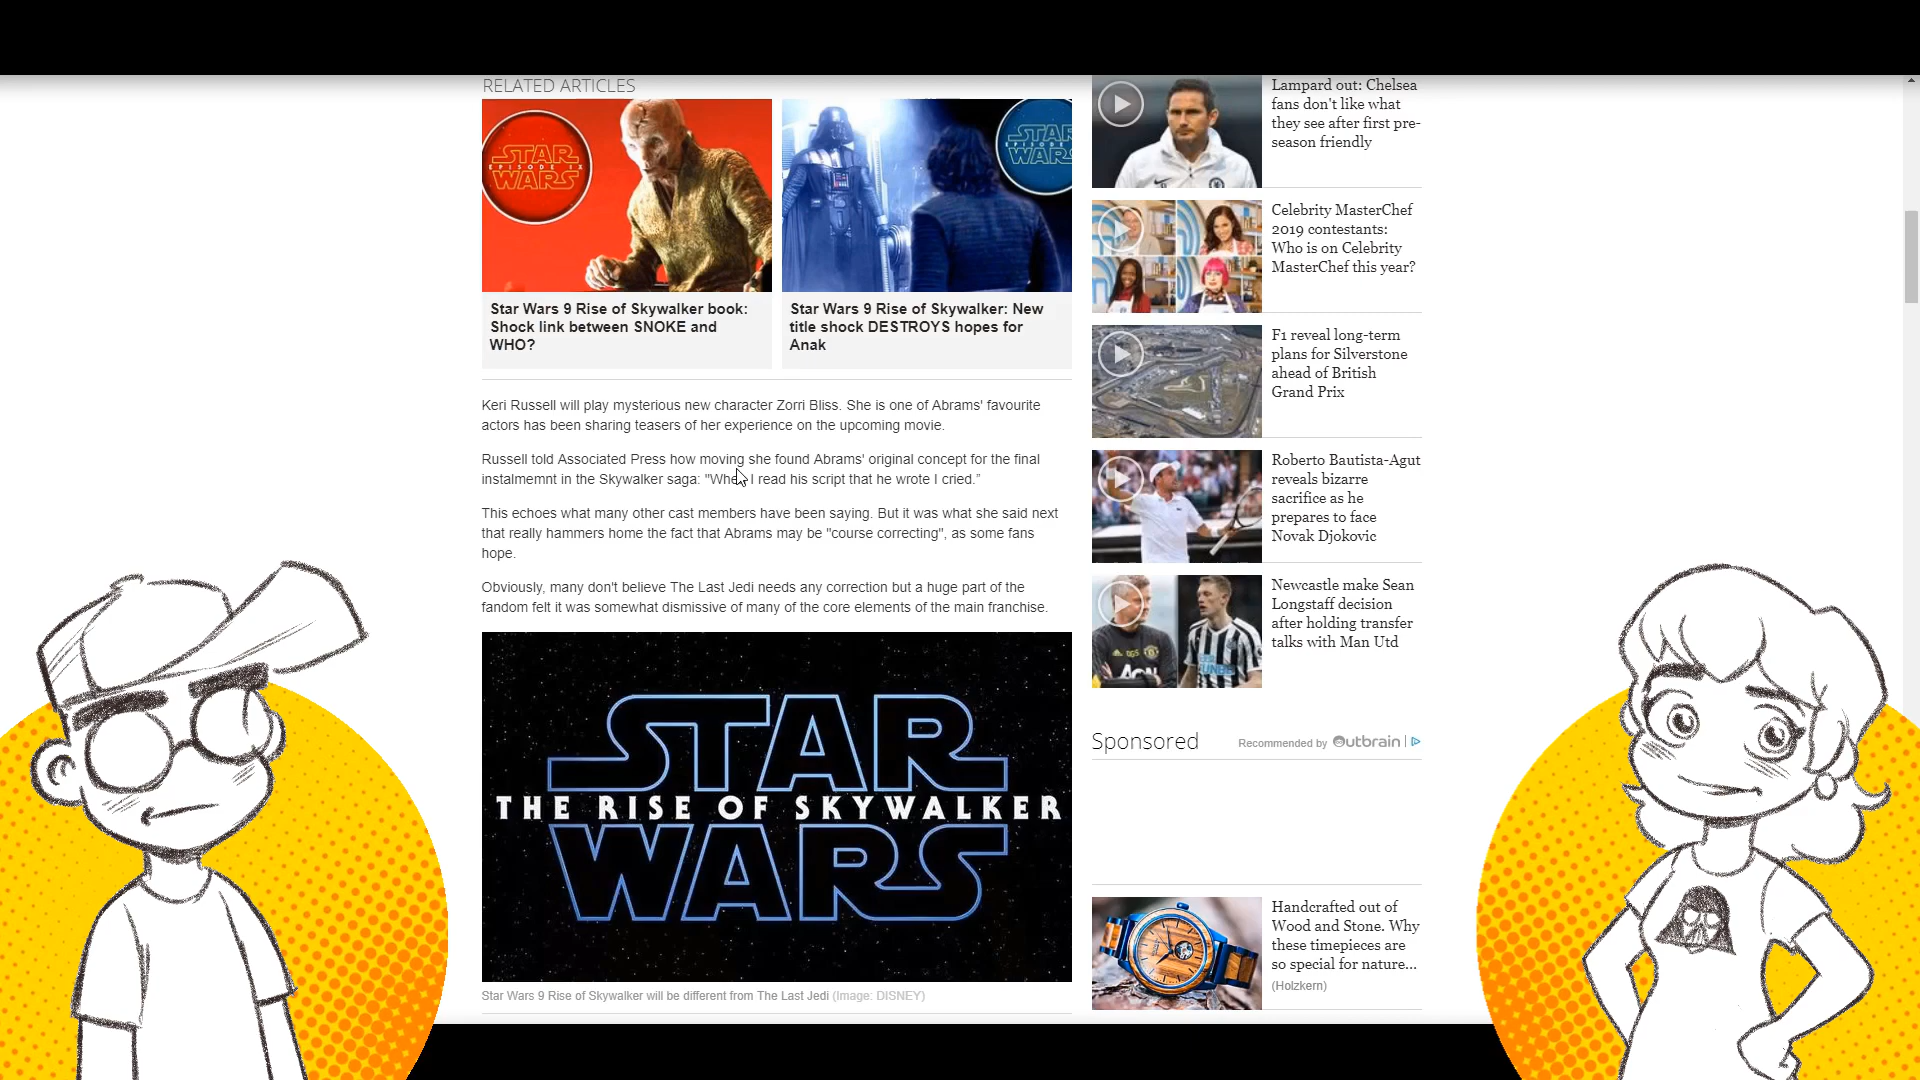 RELATED ARTICLES
STAR
EPISODE IX
WARS
STAR
WARS
Star Wars 9 Rise of Skywalker book:
Shock link between SNOKE and
WHO?
Star Wars 9 Rise of Skywalker: New
title shock DESTROYS hopes for
Anak
Keri Russell will play mysterious new character Zorri Bliss. She is one of Abrams' favourite
actors has been sharing teasers of her experience on the upcoming movie.
Russell told Associated Press how moving she found Abrams' original concept for the final
instalmemnt in the Skywalker saga: "When I read his script that he wrote I cried.”
This echoes what many other cast members have been saying. But it was what she said next
that really hammers home the fact that Abrams may be "course correcting", as some fans
hope.
Obviously, many don't believe The Last Jedi needs any correction but a huge part of the
fandom felt it was somewhat dismissive of many of the core elements of the main franchise.
STAR
THE RISE OF SKYWALKER
WARS
Star Wars 9 Rise of Skywalker will be different from The Last Jedi (Image: DISNEY)
Lampard out: Chelsea
fans don't like what
they see after first pre-
season friendly
Celebrity MasterChef
2019 contestants:
Who is on Celebrity
MasterChef this year?
F1 reveal long-term
plans for Silverstone
ahead of British
Grand Prix
Roberto Bautista-Agut
reveals bizarre
sacrifice as he
prepares to face
Novak Djokovic
Newcastle make Sean
Longstaff decision
after holding transfer
talks with Man Utd
Sponsored
Recommended by Outbrain
Handcrafted out of
Wood and Stone. Why
these timepieces are
so special for nature...
(Holzkern)